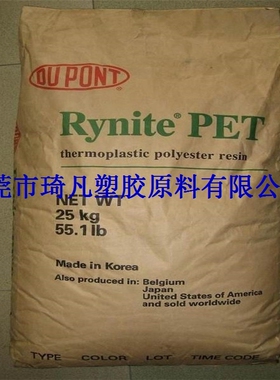 DU PONT
Rynite® PET
thermoplastic polyester resin
莞市琦凡塑胶原料有限
NET WT
25 kg
55.1 lb
Made in Korea
Also produced in: Belgium
Japan
United States of America
and sold worldwide
TYPE COLOR LOT TIME CODE